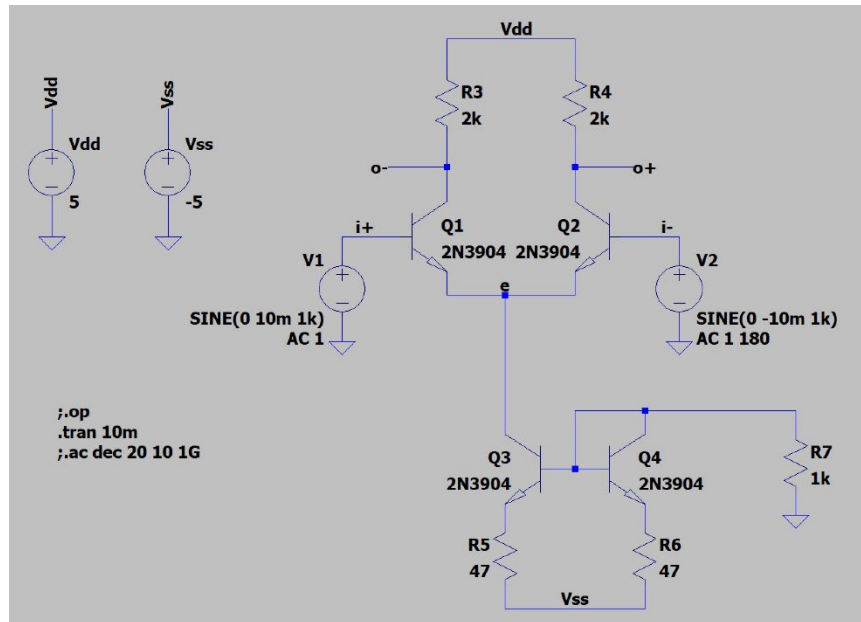 Vdd
Vdd
Vss
R3
2k
R4
2k
Vdd
5
Vss
-5
o-
o+
i+
Q1
2N3904
Q2
2N3904
i-
V1
SINE(0 10m 1k)
AC 1
V2
SINE(0 -10m 1k)
AC 1 180
e
;.op
.tran 10m
;.ac dec 20 10 1G
Q3
2N3904
Q4
2N3904
R7
1k
R5
47
R6
47
Vss